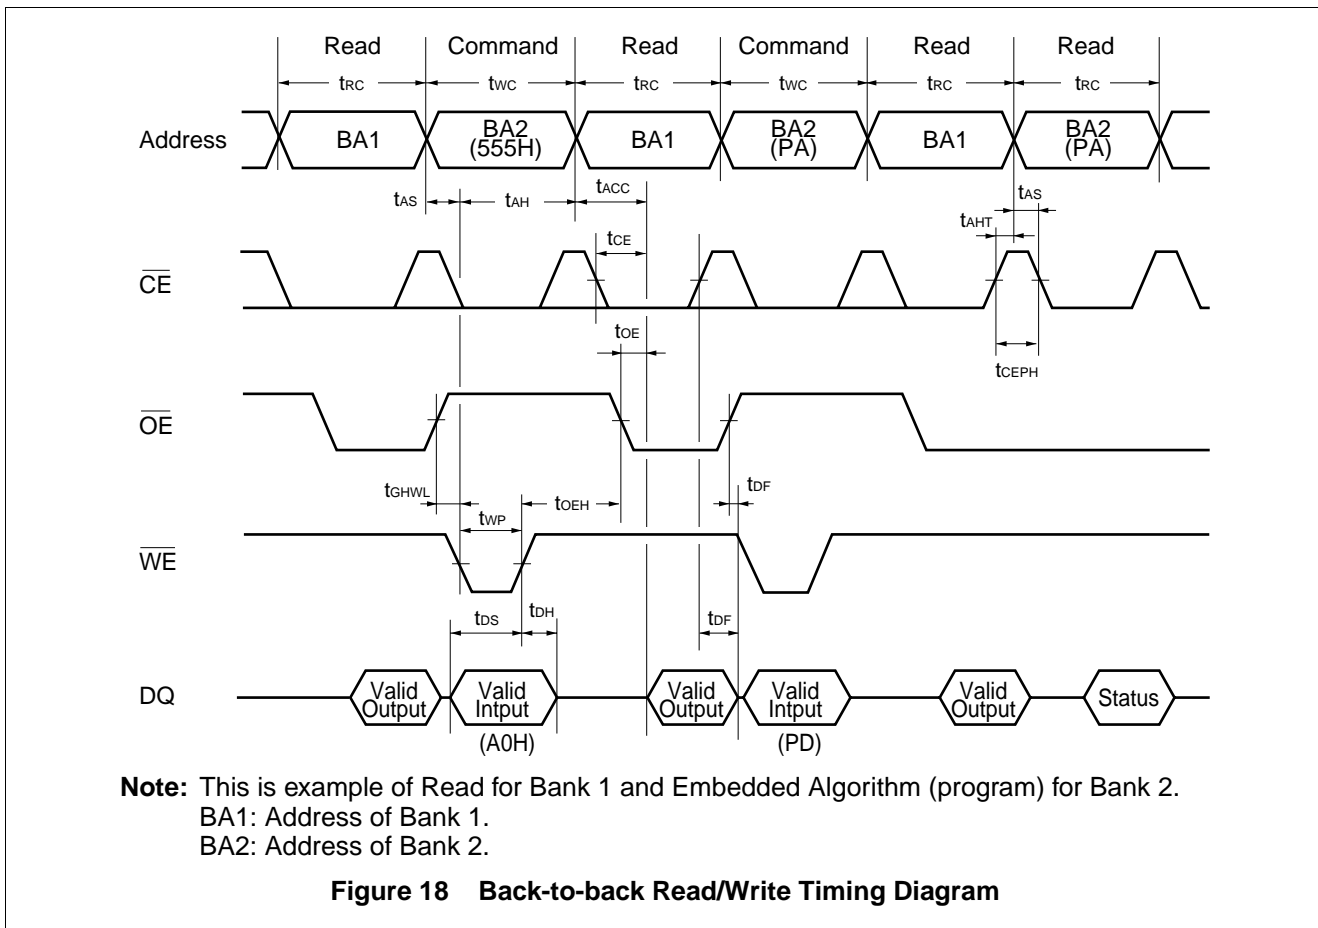 Read Command Read Command Read Read
tRC tWC tRC tWC tRC tRC
Address BA1 BA2 (555H) BA1 BA2 (PA) BA1 BA2 (PA)
tAS tAH tACC tAS
tAHT
tCE
CE
tOE
tCEPH
OE
tGHWL tDF
tOEH
tWP
WE
tDS tDH tDF
DQ Valid Output Valid Intput Valid Output Valid Intput Valid Output Status
(A0H) (PD)
Note: This is example of Read for Bank 1 and Embedded Algorithm (program) for Bank 2.
BA1: Address of Bank 1.
BA2: Address of Bank 2.
Figure 18 Back-to-back Read/Write Timing Diagram